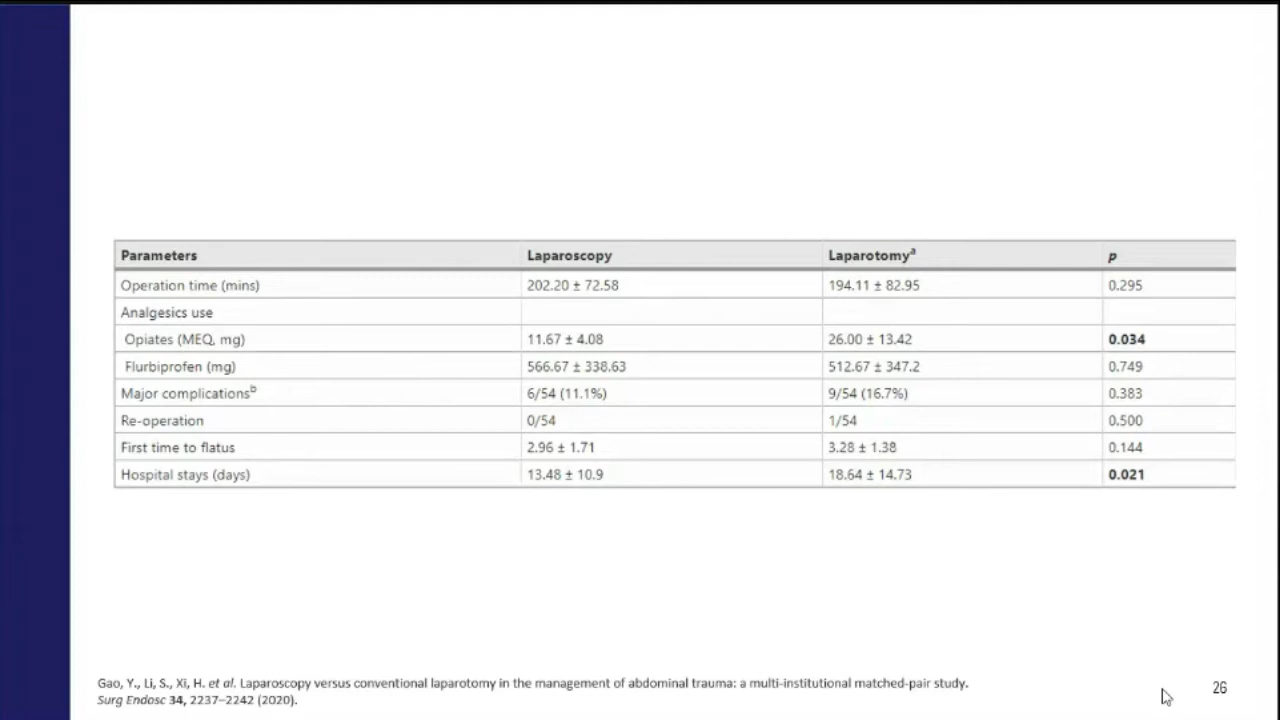 Parameters Laparoscopy Laparotomyᵃ p
Operation time (mins) 202.20 ± 72.58 194.11 ± 82.95 0.295
Analgesics use
Opiates (MEQ, mg) 11.67 ± 4.08 26.00 ± 13.42 0.034
Flurbiprofen (mg) 566.67 ± 338.63 512.67 ± 347.2 0.749
Major complicationsᵇ 6/54 (11.1%) 9/54 (16.7%) 0.383
Re-operation 0/54 1/54 0.500
First time to flatus 2.96 ± 1.71 3.28 ± 1.38 0.144
Hospital stays (days) 13.48 ± 10.9 18.64 ± 14.73 0.021
Gao, Y., Li, S., Xi, H. et al. Laparoscopy versus conventional laparotomy in the management of abdominal trauma: a multi-institutional matched-pair study.
Surg Endosc 34, 2237–2242 (2020).
26